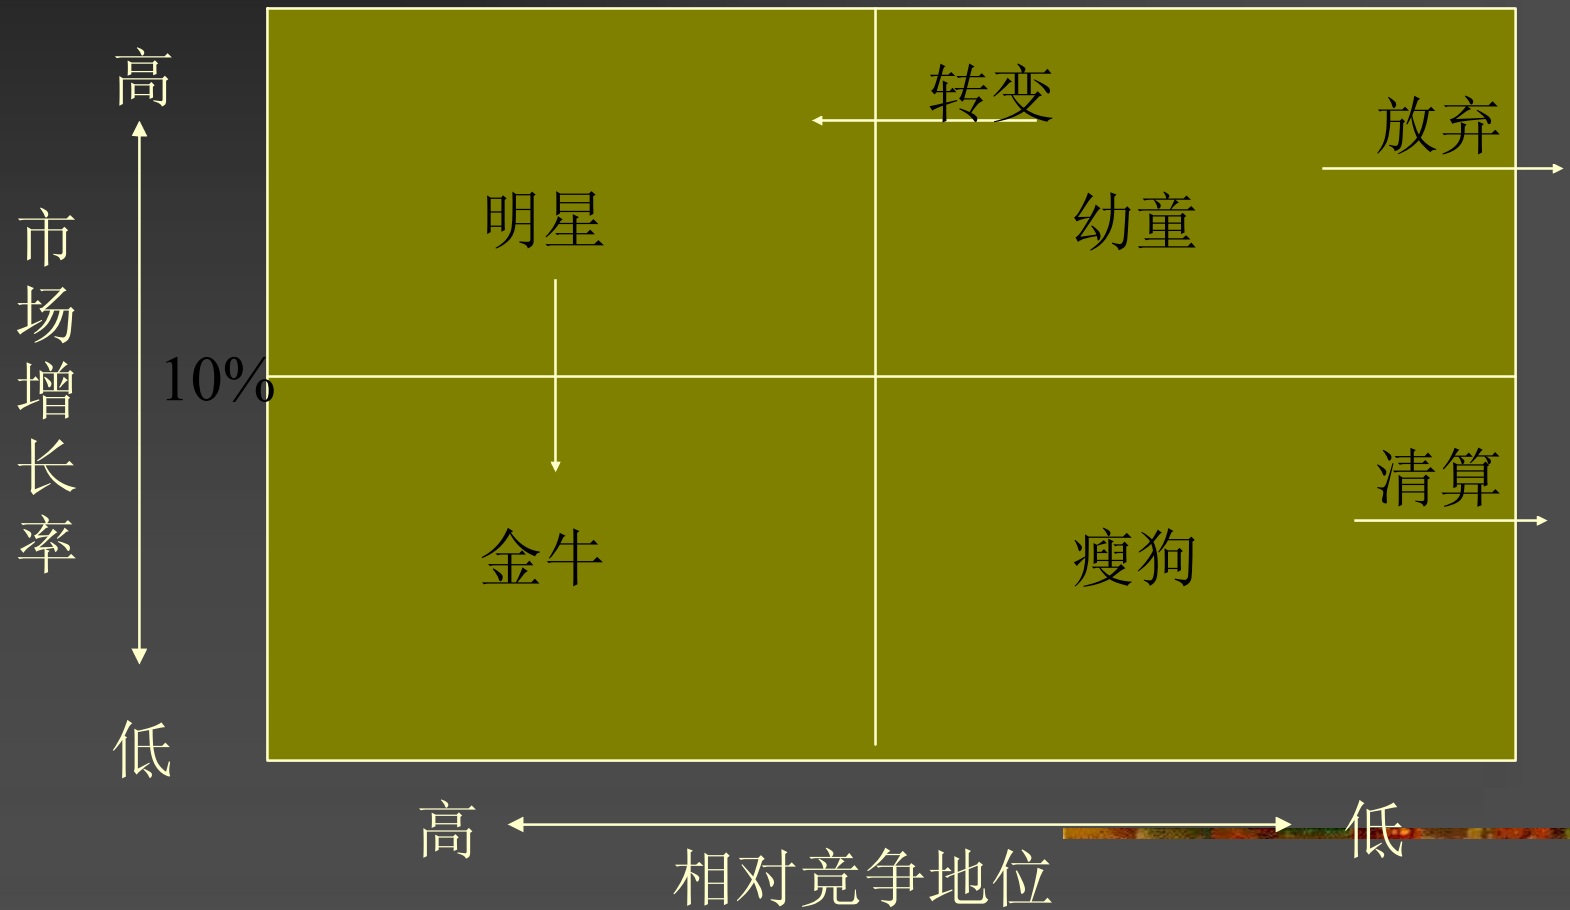 高
转变
放弃
明星
幼童
市场增长率
10%
清算
金牛
瘦狗
低
高
低
相对竞争地位